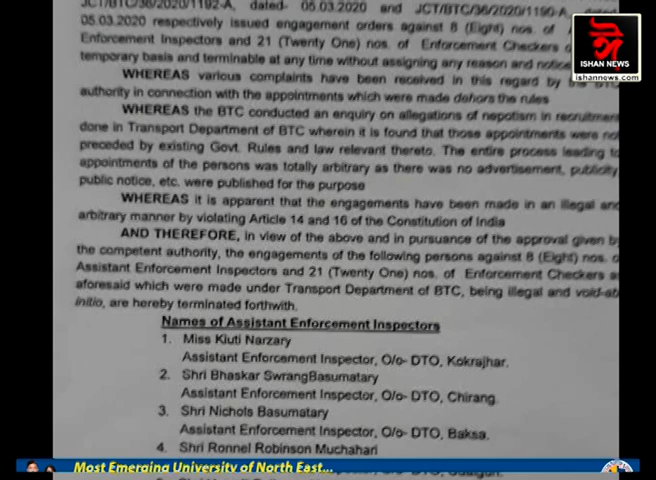 JCT/BTC/36/2020/1192-A, dated- 05.03.2020 and JCT/BTC/36/2020/1190-A, dated
05.03.2020 respectively issued engagement orders against 8 (Eight) nos. of
Enforcement Inspectors and 21 (Twenty One) nos. of Enforcement Checkers
temporary basis and terminable at any time without assigning any reason and notice
WHEREAS various complaints have been received in this regard by the BTC
authority in connection with the appointments which were made dehors the rules
WHEREAS the BTC conducted an enquiry on allegations of nepotism in recruitment
done in Transport Department of BTC wherein it is found that those appointments were not
preceded by existing Govt. Rules and law relevant thereto. The entire process leading to
appointments of the persons was totally arbitrary as there was no advertisement, publicity
public notice, etc. were published for the purpose
WHEREAS it is apparent that the engagements have been made in an illegal and
arbitrary manner by violating Article 14 and 16 of the Constitution of India
AND THEREFORE, in view of the above and in pursuance of the approval given by
the competent authority, the engagements of the following persons against 8 (Eight) nos. o
Assistant Enforcement Inspectors and 21 (Twenty One) nos. of Enforcement Checkers a
aforesaid which were made under Transport Department of BTC, being illegal and void-ab
initio, are hereby terminated forthwith.
Names of Assistant Enforcement Inspectors
1. Miss Kiuti Narzary
Assistant Enforcement Inspector, O/o- DTO, Kokrajhar.
2. Shri Bhaskar SwrangBasumatary
Assistant Enforcement Inspector, O/o- DTO, Chirang.
3. Shri Nichols Basumatary
Assistant Enforcement Inspector, O/o- DTO, Baksa.
4. Shri Ronnel Robinson Muchahari
ঈ
ISHAN NEWS
ishannews.com
Most Emerging University of North East...